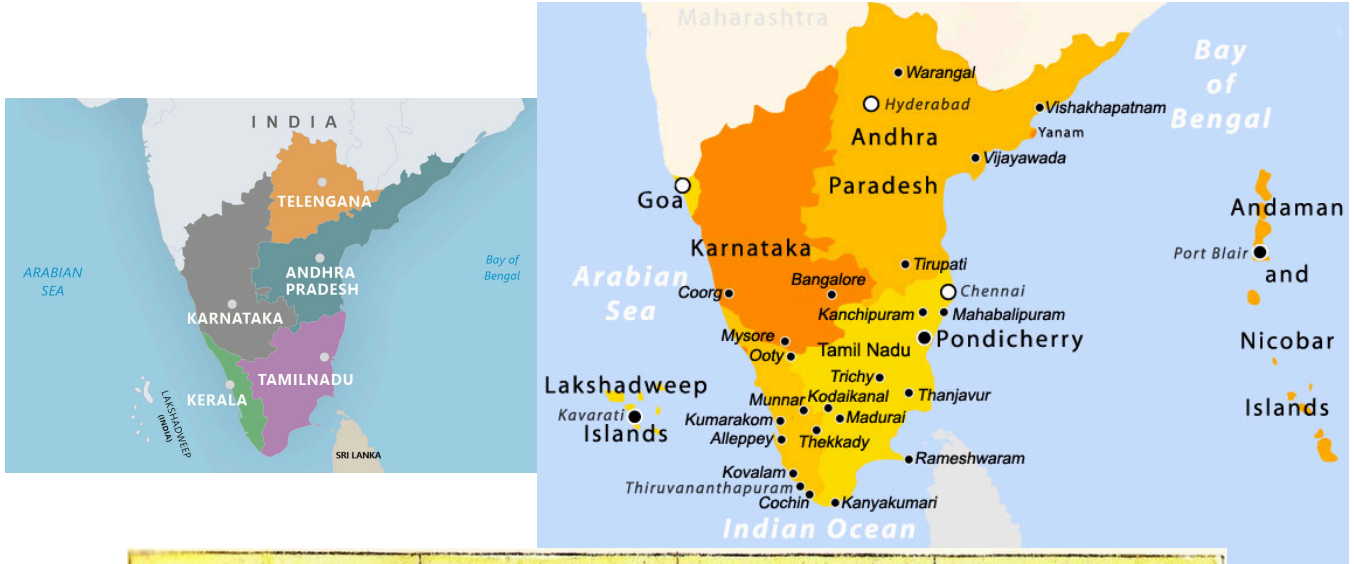 INDIA
TELENGANA
ARABIAN
SEA
Bay of
Bengal
ANDHRA
PRADESH
KARNATAKA
TAMILNADU
KERALA
LAKSHADWEEP
(INDIA)
SRI LANKA
Maharashtra
Bay
of
Bengal
Warangal
Hyderabad
Vishakhapatnam
Yanam
Andhra
Vijayawada
Paradesh
Goa
Andaman
Karnataka
Port Blair
and
Tirupati
Arabian
Sea
Bangalore
Coorg
Chennai
Kanchipuram
Mahabalipuram
Mysore
Pondicherry
Nicobar
Ooty
Tamil Nadu
Trichy
Lakshadweep
Thanjavur
Munnar
Kodaikanal
Islands
Kavarati
Kumarakom
Madurai
Islands
Alleppey
Thekkady
Rameshwaram
Kovalam
Thiruvananthapuram
Cochin
Kanyakumari
Indian Ocean